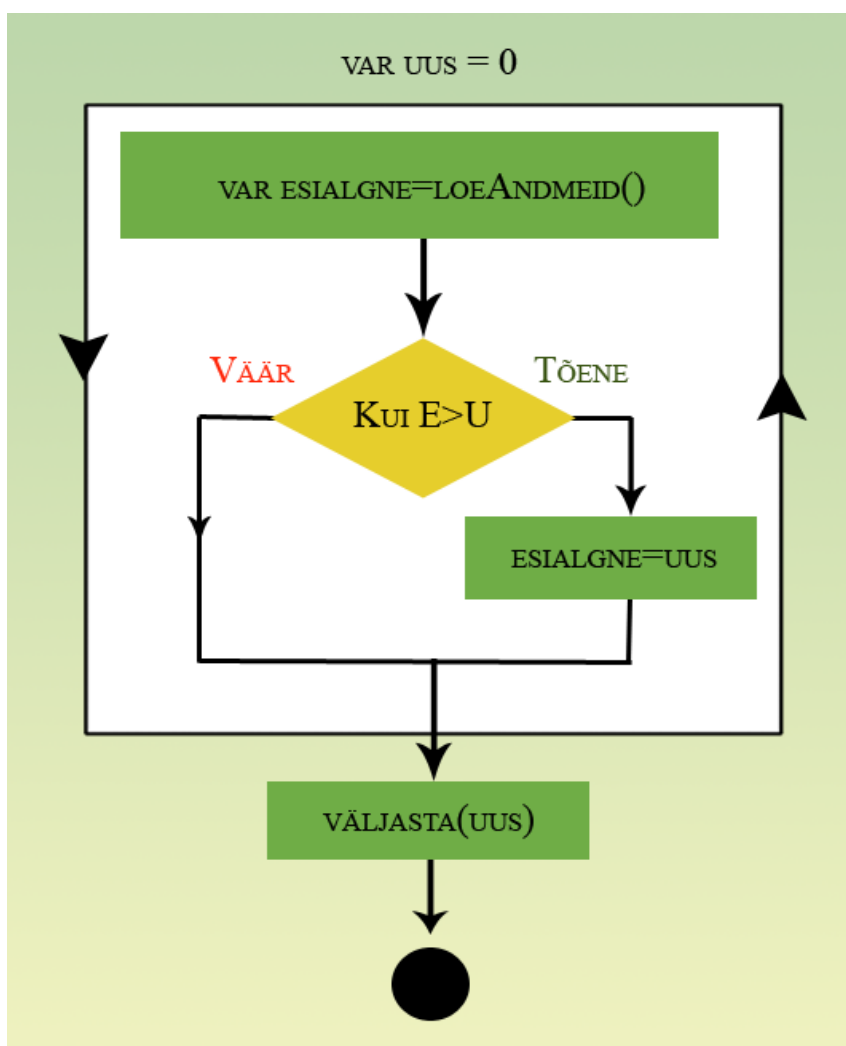 VAR UUS = 0
VAR ESIALGNE=LOEANDMEID()
VÄÄR
TÕENE
KUI E>U
ESIALGNE=UUS
VÄLJASTA(UUS)